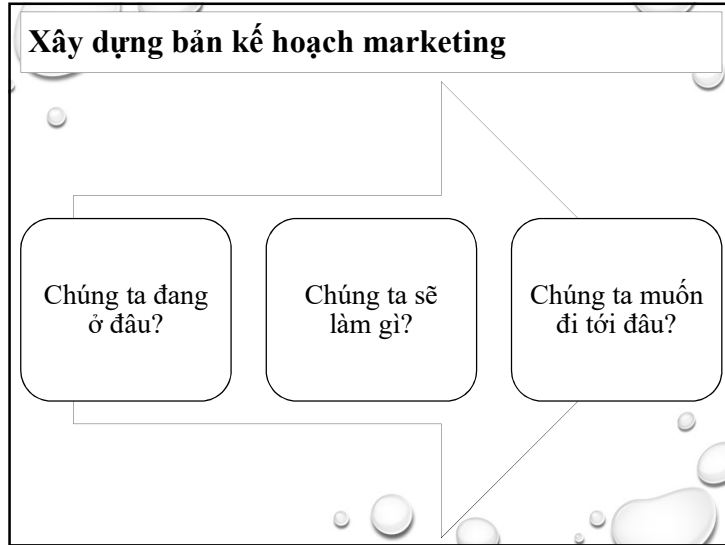 Xây dựng bản kế hoạch marketing
Chúng ta đang
ở đâu?
Chúng ta sẽ
làm gì?
Chúng ta muốn
đi tới đâu?